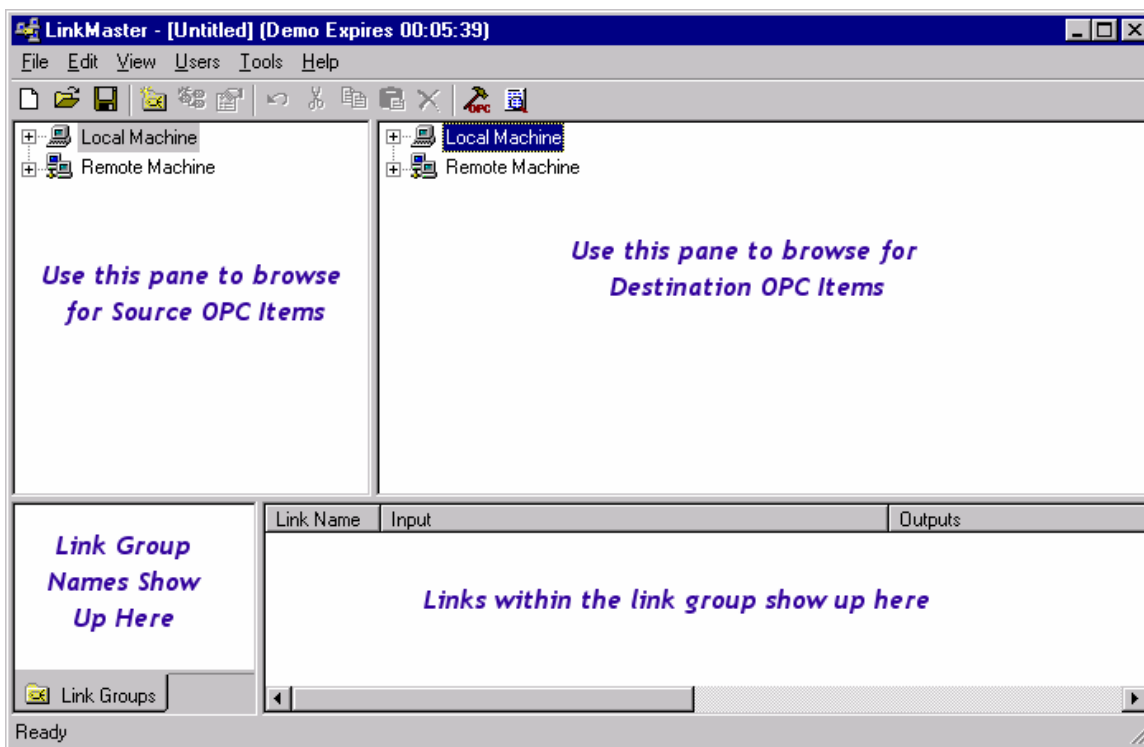 LinkMaster - [Untitled] (Demo Expires 00:05:39)
File Edit View Users Tools Help
OPC
Local Machine
Remote Machine
Use this pane to browse
for Source OPC Items
Local Machine
Remote Machine
Use this pane to browse for
Destination OPC Items
Link Group
Names Show
Up Here
Link Groups
Link Name Input Outputs
Links within the link group show up here
Ready